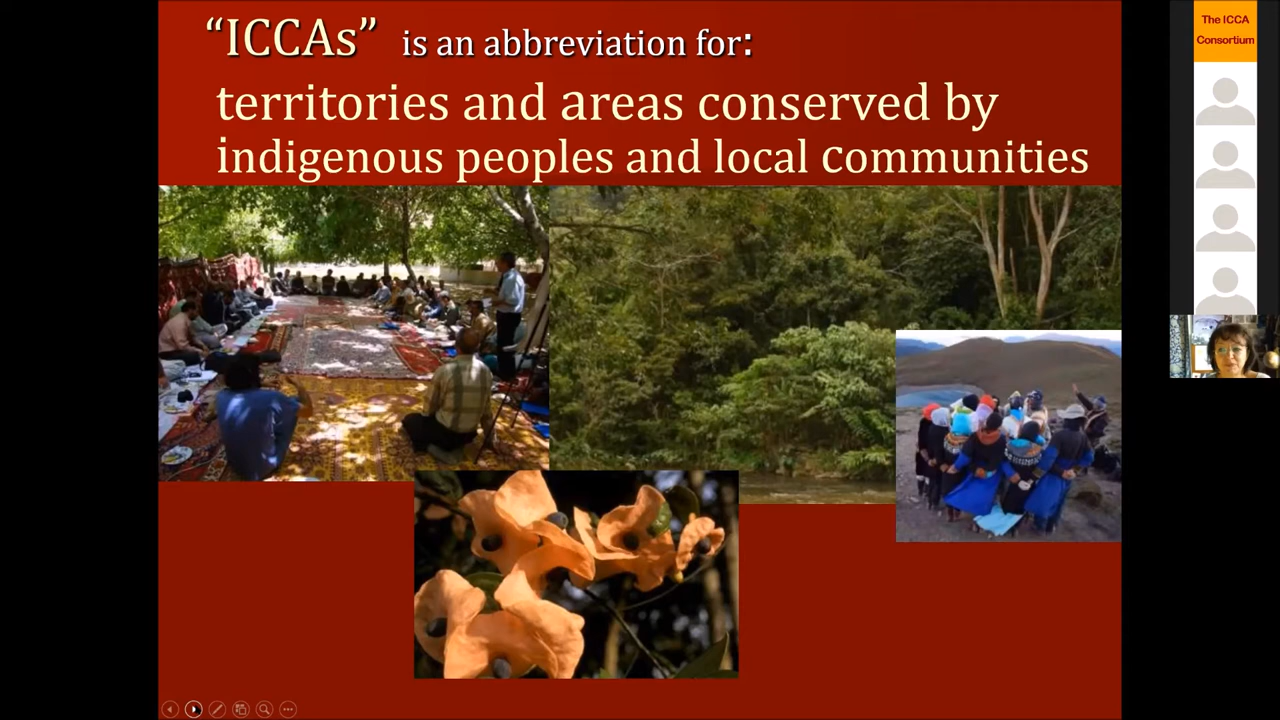 “ICCAs” is an abbreviation for:
territories and areas conserved by
indigenous peoples and local communities
The ICCA
Consortium